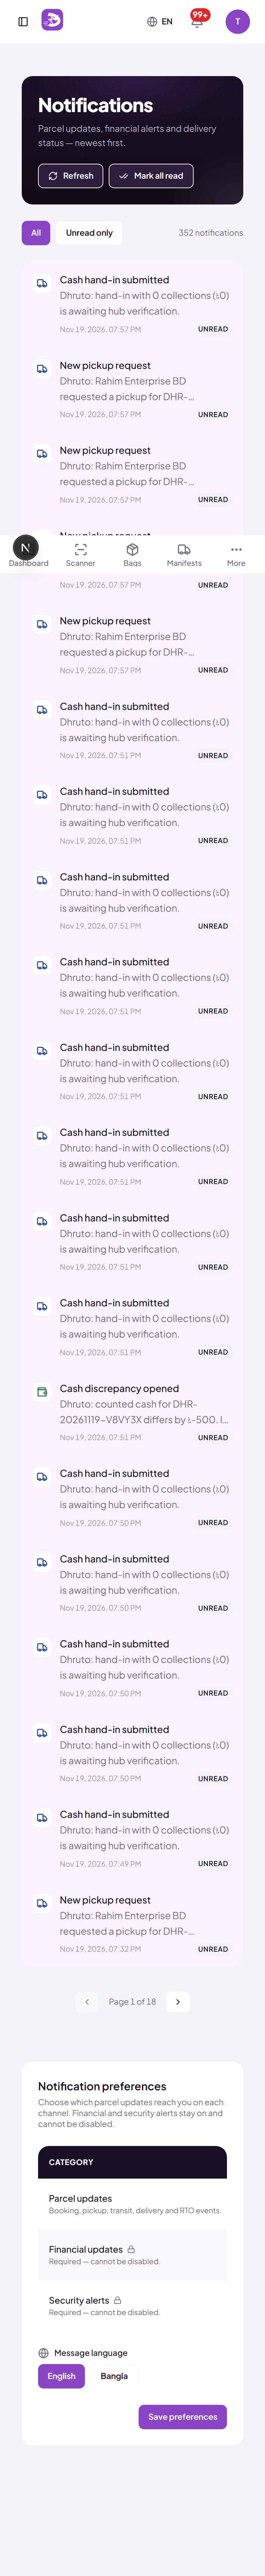 EN
99+
T
Notifications
Parcel updates, financial alerts and delivery
status — newest first.
Refresh
Mark all read
All
Unread only
352 notifications
Cash hand-in submitted
Dhruto: hand-in with 0 collections (৳0)
is awaiting hub verification.
Nov 19, 2026, 07:57 PM
UNREAD
New pickup request
Dhruto: Rahim Enterprise BD
requested a pickup for DHR-...
Nov 19, 2026, 07:57 PM
UNREAD
New pickup request
Dhruto: Rahim Enterprise BD
requested a pickup for DHR-...
Nov 19, 2026, 07:57 PM
UNREAD
N
Dashboard
Scanner
Bags
Manifests
More
Nov 19, 2026, 07:57 PM
UNREAD
New pickup request
Dhruto: Rahim Enterprise BD
requested a pickup for DHR-...
Nov 19, 2026, 07:57 PM
UNREAD
Cash hand-in submitted
Dhruto: hand-in with 0 collections (৳0)
is awaiting hub verification.
Nov 19, 2026, 07:51 PM
UNREAD
Cash hand-in submitted
Dhruto: hand-in with 0 collections (৳0)
is awaiting hub verification.
Nov 19, 2026, 07:51 PM
UNREAD
Cash hand-in submitted
Dhruto: hand-in with 0 collections (৳0)
is awaiting hub verification.
Nov 19, 2026, 07:51 PM
UNREAD
Cash hand-in submitted
Dhruto: hand-in with 0 collections (৳0)
is awaiting hub verification.
Nov 19, 2026, 07:51 PM
UNREAD
Cash hand-in submitted
Dhruto: hand-in with 0 collections (৳0)
is awaiting hub verification.
Nov 19, 2026, 07:51 PM
UNREAD
Cash hand-in submitted
Dhruto: hand-in with 0 collections (৳0)
is awaiting hub verification.
Nov 19, 2026, 07:51 PM
UNREAD
Cash hand-in submitted
Dhruto: hand-in with 0 collections (৳0)
is awaiting hub verification.
Nov 19, 2026, 07:51 PM
UNREAD
Cash hand-in submitted
Dhruto: hand-in with 0 collections (৳0)
is awaiting hub verification.
Nov 19, 2026, 07:51 PM
UNREAD
Cash discrepancy opened
Dhruto: counted cash for DHR-
20261119-V8VY3X differs by ৳-500. I...
Nov 19, 2026, 07:51 PM
UNREAD
Cash hand-in submitted
Dhruto: hand-in with 0 collections (৳0)
is awaiting hub verification.
Nov 19, 2026, 07:50 PM
UNREAD
Cash hand-in submitted
Dhruto: hand-in with 0 collections (৳0)
is awaiting hub verification.
Nov 19, 2026, 07:50 PM
UNREAD
Cash hand-in submitted
Dhruto: hand-in with 0 collections (৳0)
is awaiting hub verification.
Nov 19, 2026, 07:50 PM
UNREAD
Cash hand-in submitted
Dhruto: hand-in with 0 collections (৳0)
is awaiting hub verification.
Nov 19, 2026, 07:50 PM
UNREAD
Cash hand-in submitted
Dhruto: hand-in with 0 collections (৳0)
is awaiting hub verification.
Nov 19, 2026, 07:49 PM
UNREAD
New pickup request
Dhruto: Rahim Enterprise BD
requested a pickup for DHR-...
Nov 19, 2026, 07:32 PM
UNREAD
Page 1 of 18
Notification preferences
Choose which parcel updates reach you on each
channel. Financial and security alerts stay on and
cannot be disabled.
CATEGORY
Parcel updates
Booking, pickup, transit, delivery and RTO events.
Financial updates
Required — cannot be disabled.
Security alerts
Required — cannot be disabled.
Message language
English
Bangla
Save preferences